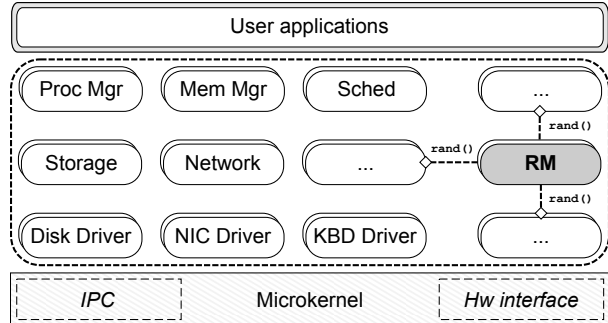 User applications
Proc Mgr Mem Mgr Sched ...
rand()
Storage Network ... rand() RM
rand()
Disk Driver NIC Driver KBD Driver ...
IPC Microkernel Hw interface